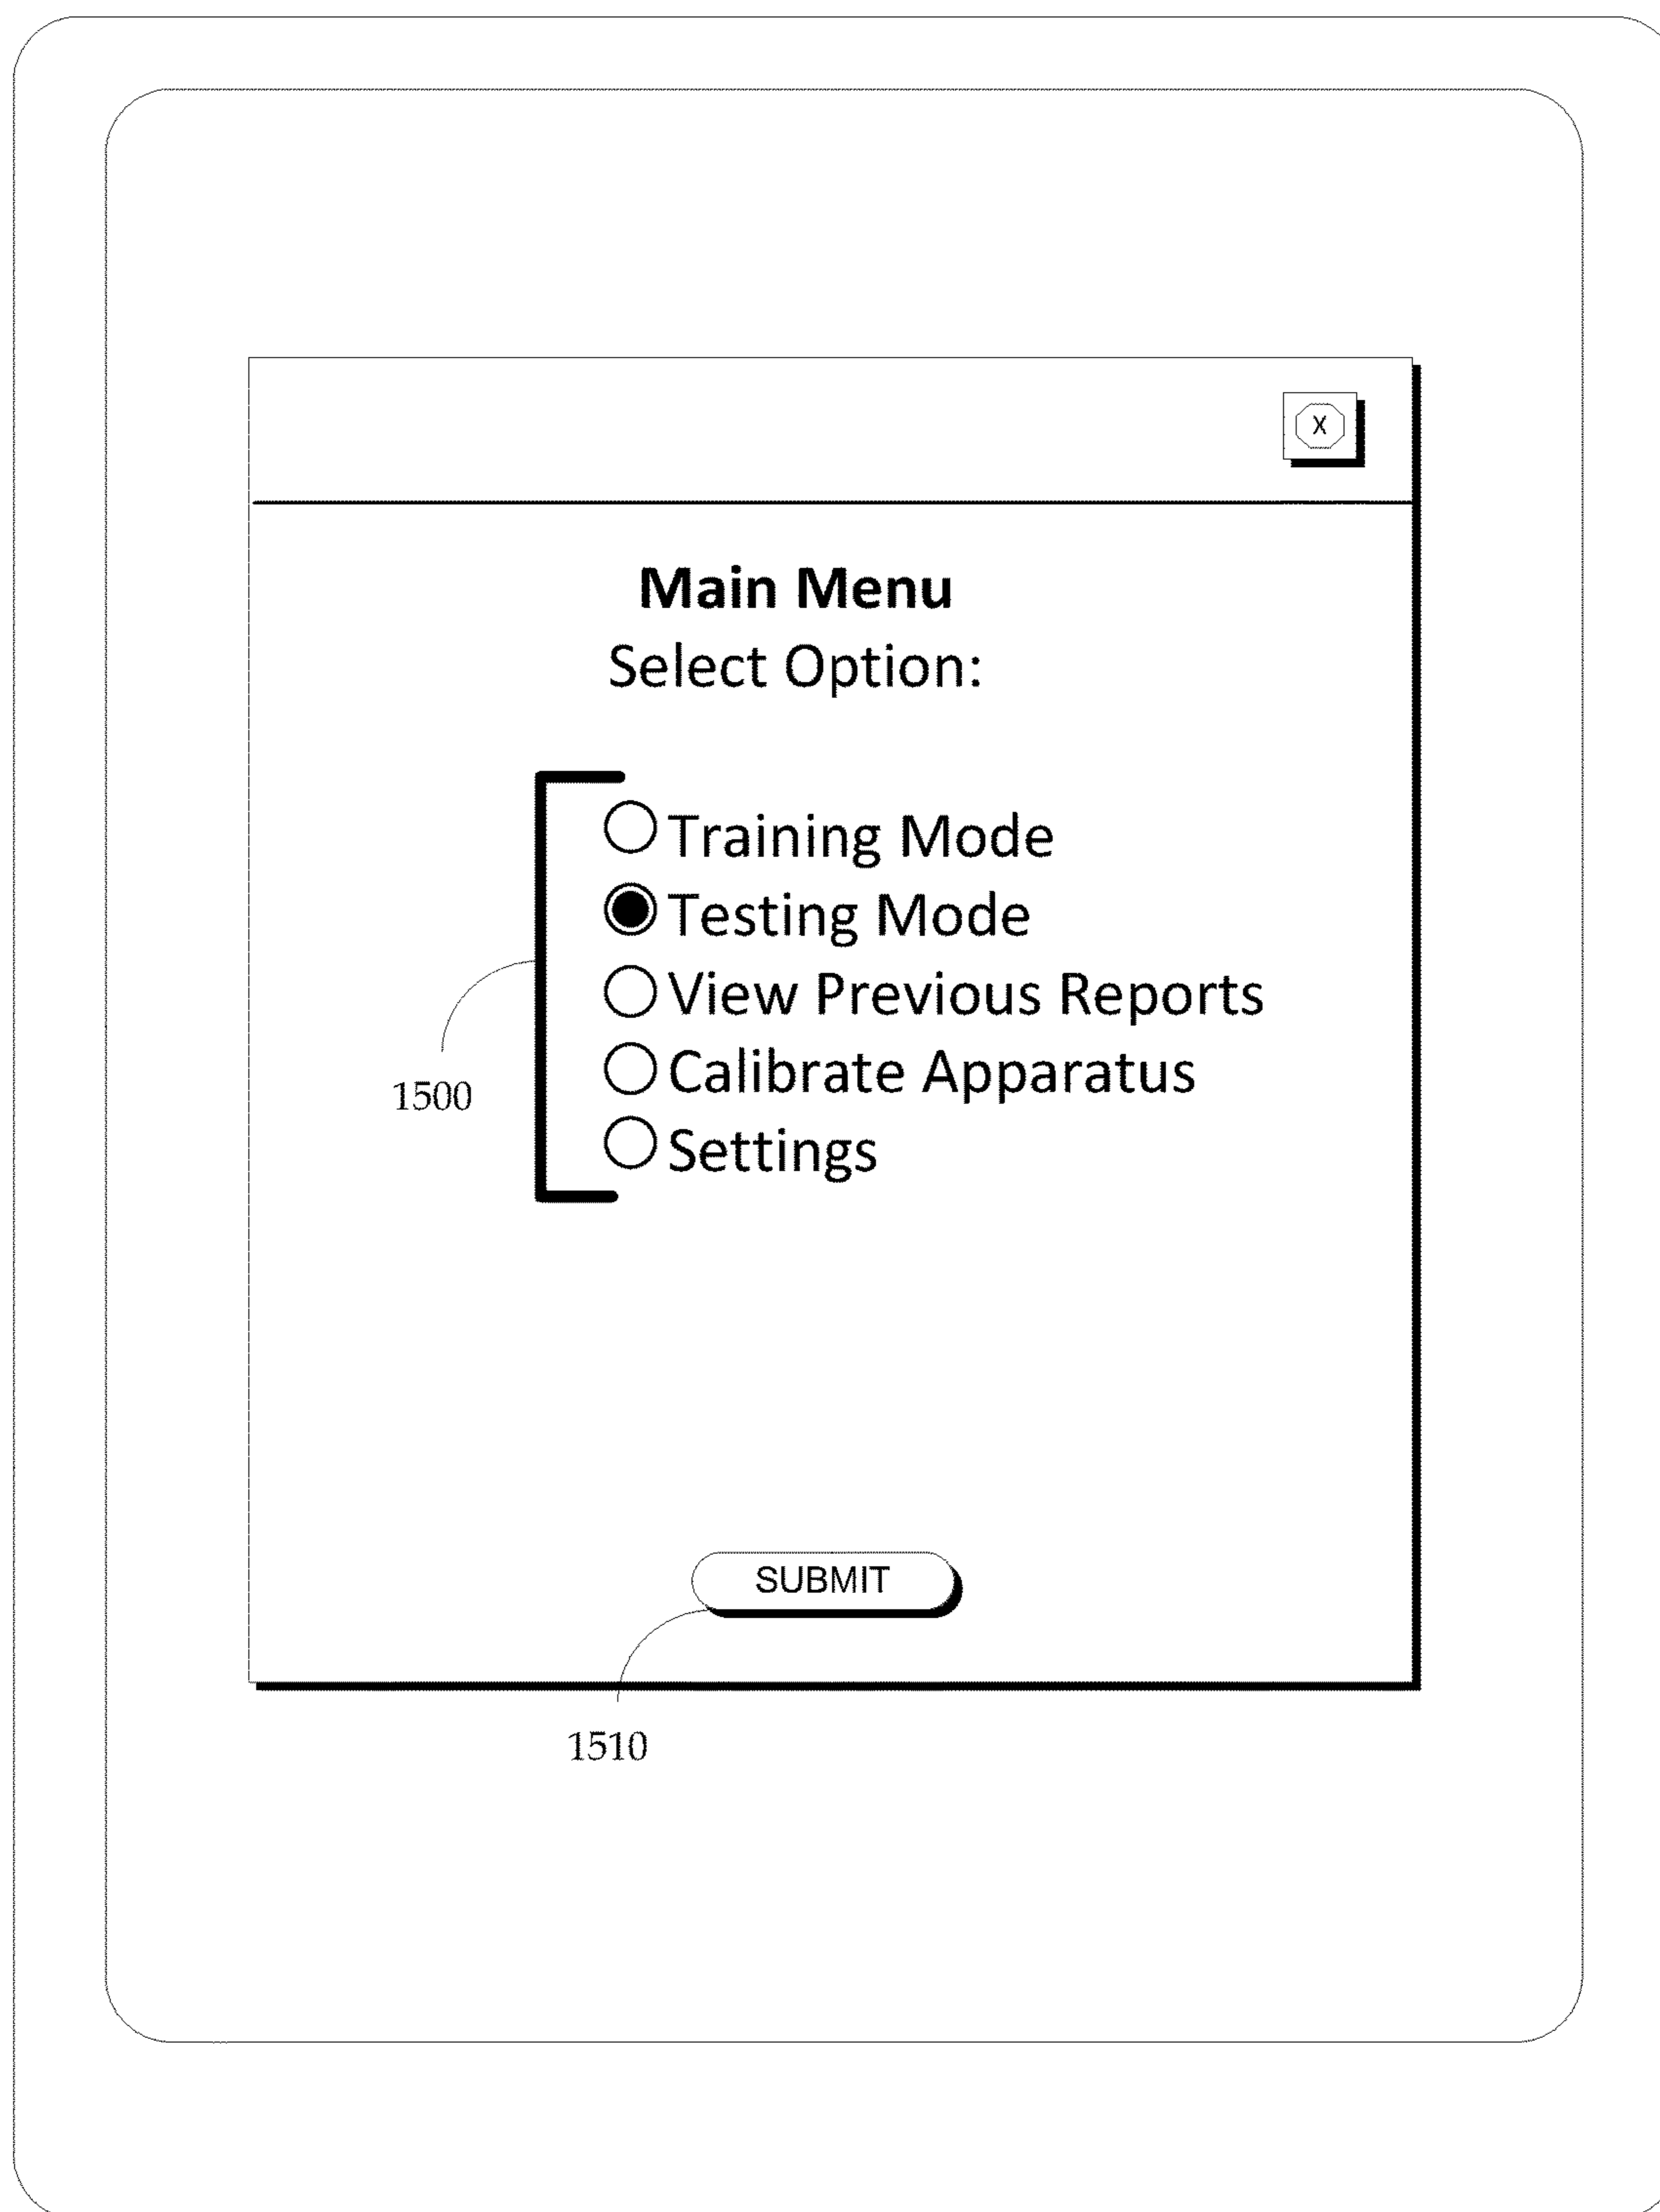 X
Main Menu
Select Option:
Training Mode
Testing Mode
View Previous Reports
Calibrate Apparatus
Settings
1500
SUBMIT
1510